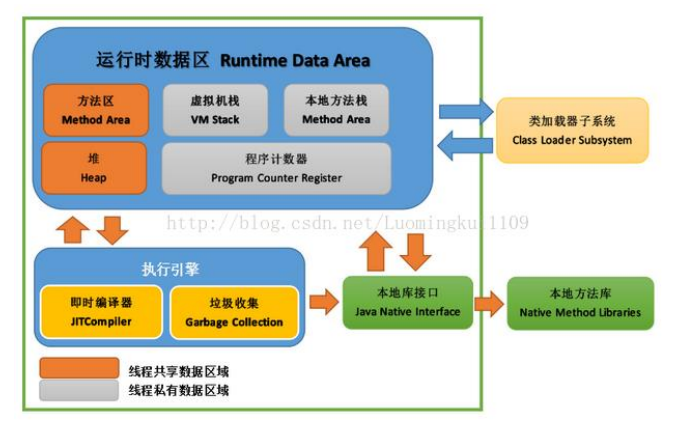 运行时数据区 Runtime Data Area
方法区
Method Area
虚拟机栈
VM Stack
本地方法栈
Method Area
堆
Heap
程序计数器
Program Counter Register
类加载器子系统
Class Loader Subsystem
http://blog.csdn.net/Luomingkui1109
执行引擎
即时编译器
JITCompiler
垃圾收集
Garbage Collection
本地库接口
Java Native Interface
本地方法库
Native Method Libraries
线程共享数据区域
线程私有数据区域